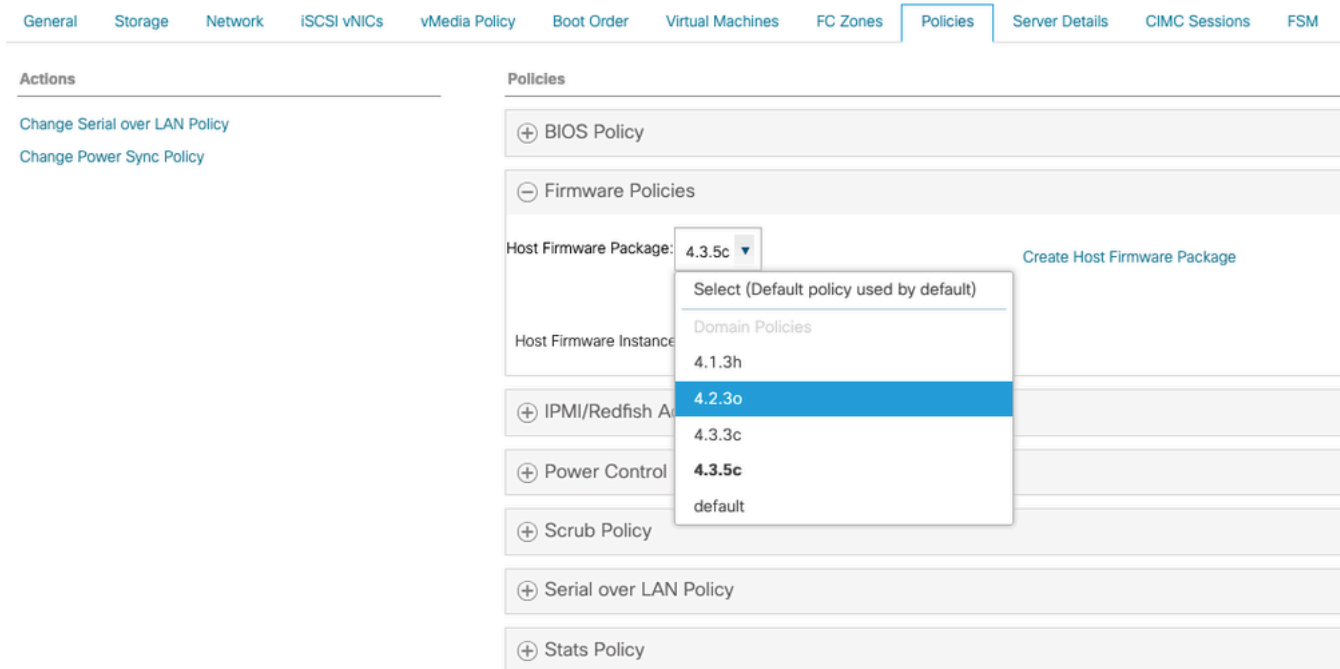 General Storage Network iSCSI vNICs vMedia Policy Boot Order Virtual Machines FC Zones Policies Server Details CIMC Sessions FSM
Actions
Change Serial over LAN Policy
Change Power Sync Policy
Policies
BIOS Policy
Firmware Policies
Host Firmware Package: 4.3.5c
Create Host Firmware Package
Select (Default policy used by default)
Domain Policies
4.1.3h
4.2.3o
4.3.3c
4.3.5c
default
Host Firmware Instance
IPMI/Redfish A
Power Control
Scrub Policy
Serial over LAN Policy
Stats Policy